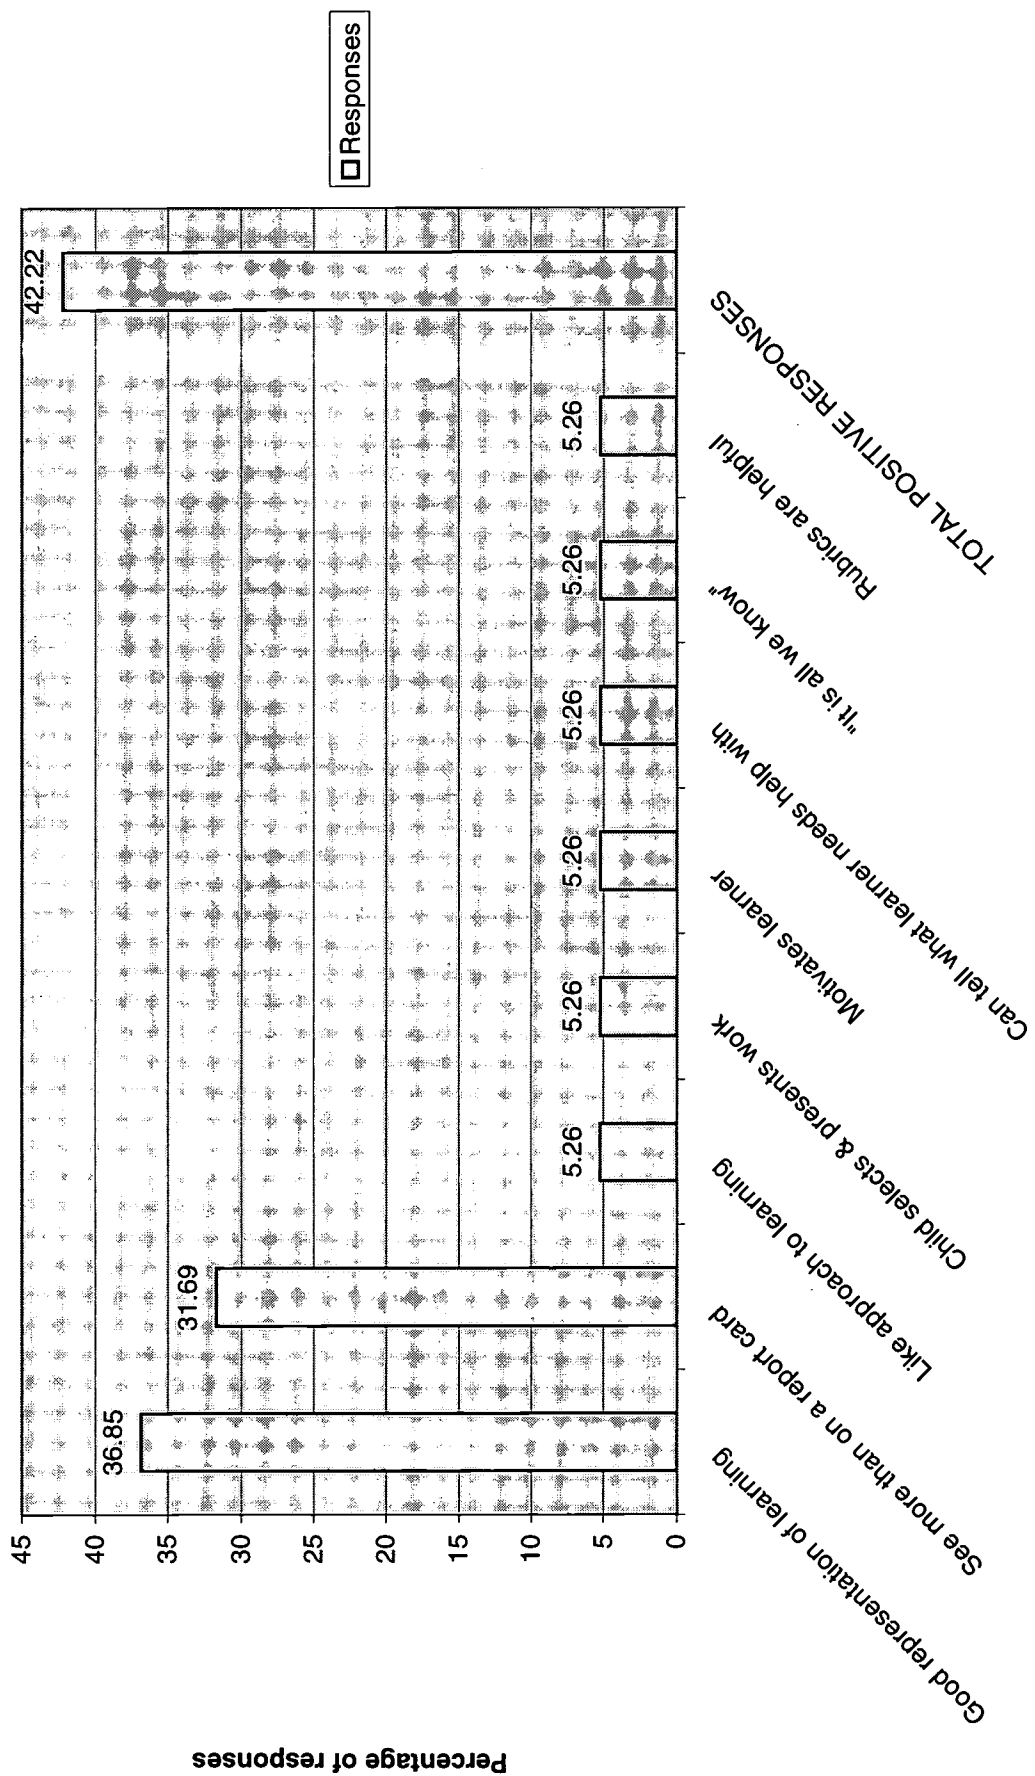 Percentage of responses
45
40
35
30
25
20
15
10
5
0
36.85
31.69
5.26
5.26
5.26
5.26
5.26
5.26
42.22
Good representation of learning
See more than on a report card
Like approach to learning
Child selects & presents work
Motivates learner
Can tell what learner needs help with
"It is all we know"
Rubrics are helpful
TOTAL POSITIVE RESPONSES
Responses